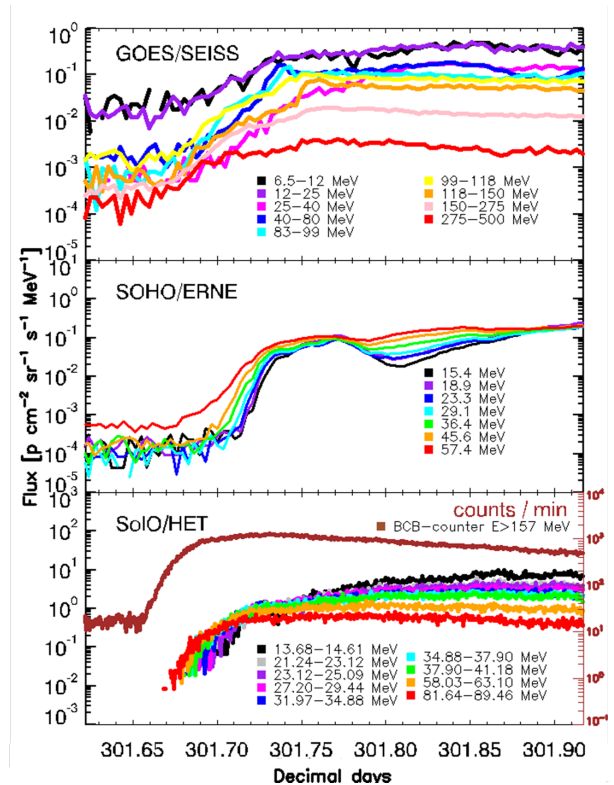 GOES/SEISS
10⁰
10⁻¹
10⁻²
10⁻³
10⁻⁴
10⁻⁵
6.5−12 MeV
12−25 MeV
25−40 MeV
40−80 MeV
83−99 MeV
99−118 MeV
118−150 MeV
150−275 MeV
275−500 MeV
Flux [p cm⁻² sr⁻¹ s⁻¹ MeV⁻¹]
SOHO/ERNE
10¹
10⁰
10⁻¹
10⁻²
10⁻³
10⁻⁴
10⁻⁵
15.4 MeV
18.9 MeV
23.3 MeV
29.1 MeV
36.4 MeV
45.6 MeV
57.4 MeV
SolO/HET
10³
10²
10¹
10⁰
10⁻¹
10⁻²
10⁻³
counts / min
BCB−counter E>157 MeV
13.68−14.61 MeV
21.24−23.12 MeV
23.12−25.09 MeV
27.20−29.44 MeV
31.97−34.88 MeV
34.88−37.90 MeV
37.90−41.18 MeV
58.03−63.10 MeV
81.64−89.46 MeV
10⁴
10³
10²
10¹
10⁰
10⁻¹
301.65 301.70 301.75 301.80 301.85 301.90
Decimal days